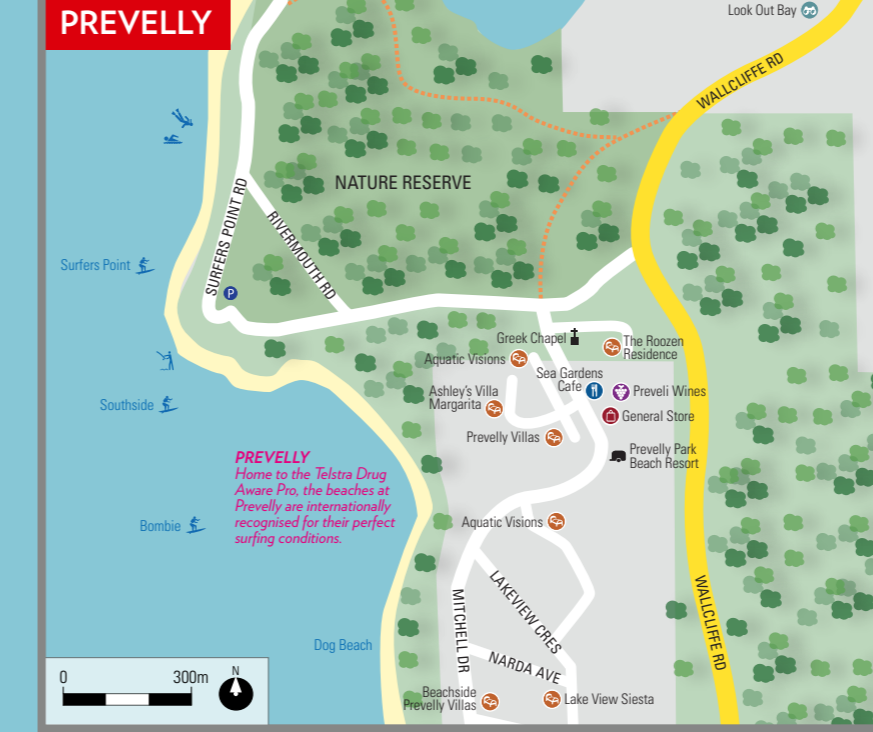 PREVELLY
Look Out Bay
WALLCLIFFE RD
NATURE RESERVE
SURFERS POINT RD
RIVERMOUTH RD
Surfers Point
P
Greek Chapel
The Roozen
Residence
Aquatic Visions
Sea Gardens
Cafe
Ashley's Villa
Margarita
Preveli Wines
General Store
Southside
Prevelly Villas
Prevelly Park
Beach Resort
PREVELLY
Home to the Telstra Drug
Aware Pro, the beaches at
Prevelly are internationally
recognised for their perfect
surfing conditions.
Bombie
Aquatic Visions
LAKEVIEW CRES
MITCHELL DR
WALLCLIFFE RD
Dog Beach
NARDA AVE
0 300m
N
Beachside
Prevelly Villas
Lake View Siesta